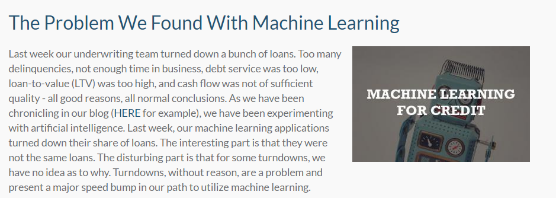 The Problem We Found With Machine Learning
Last week our underwriting team turned down a bunch of loans. Too many
delinquencies, not enough time in business, debt service was too low,
loan-to-value (LTV) was too high, and cash flow was not of sufficient
quality - all good reasons, all normal conclusions. As we have been
chronicling in our blog (HERE for example), we have been experimenting
with artificial intelligence. Last week, our machine learning applications
turned down their share of loans. The interesting part is that they were
not the same loans. The disturbing part is that for some turndowns, we
have no idea as to why. Turndowns, without reason, are a problem and
present a major speed bump in our path to utilize machine learning.
MACHINE LEARNING
FOR CREDIT